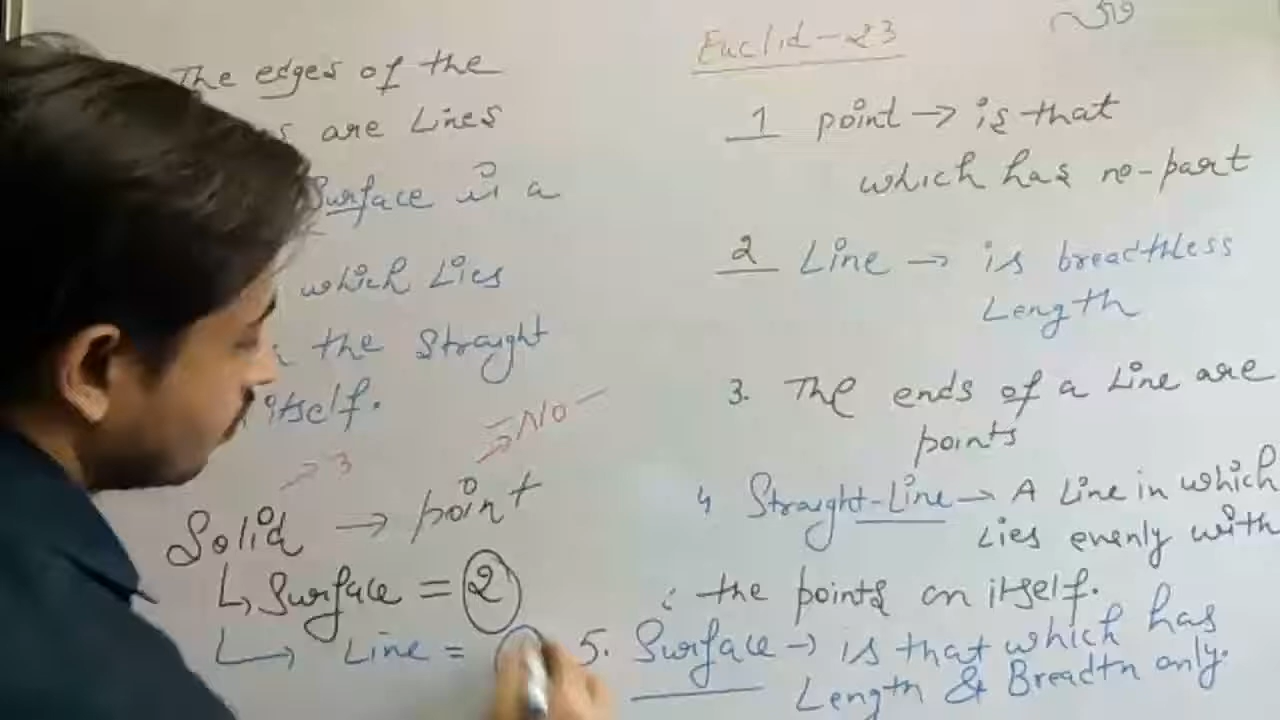 The edges of the
are Lines
Surface is a
which Lies
the Straight
itself.
→ 3
⇒ No
Solid → point
↳ Surface = 2
↳ Line =
Euclid-23
1 point → is that
which has no-part
2 Line → is breadthless
Length
3. The ends of a Line are
points
4 Straight-Line → A Line in which
Lies evenly with
the points on itself.
5. Surface → is that which has
Length & Breadth only.